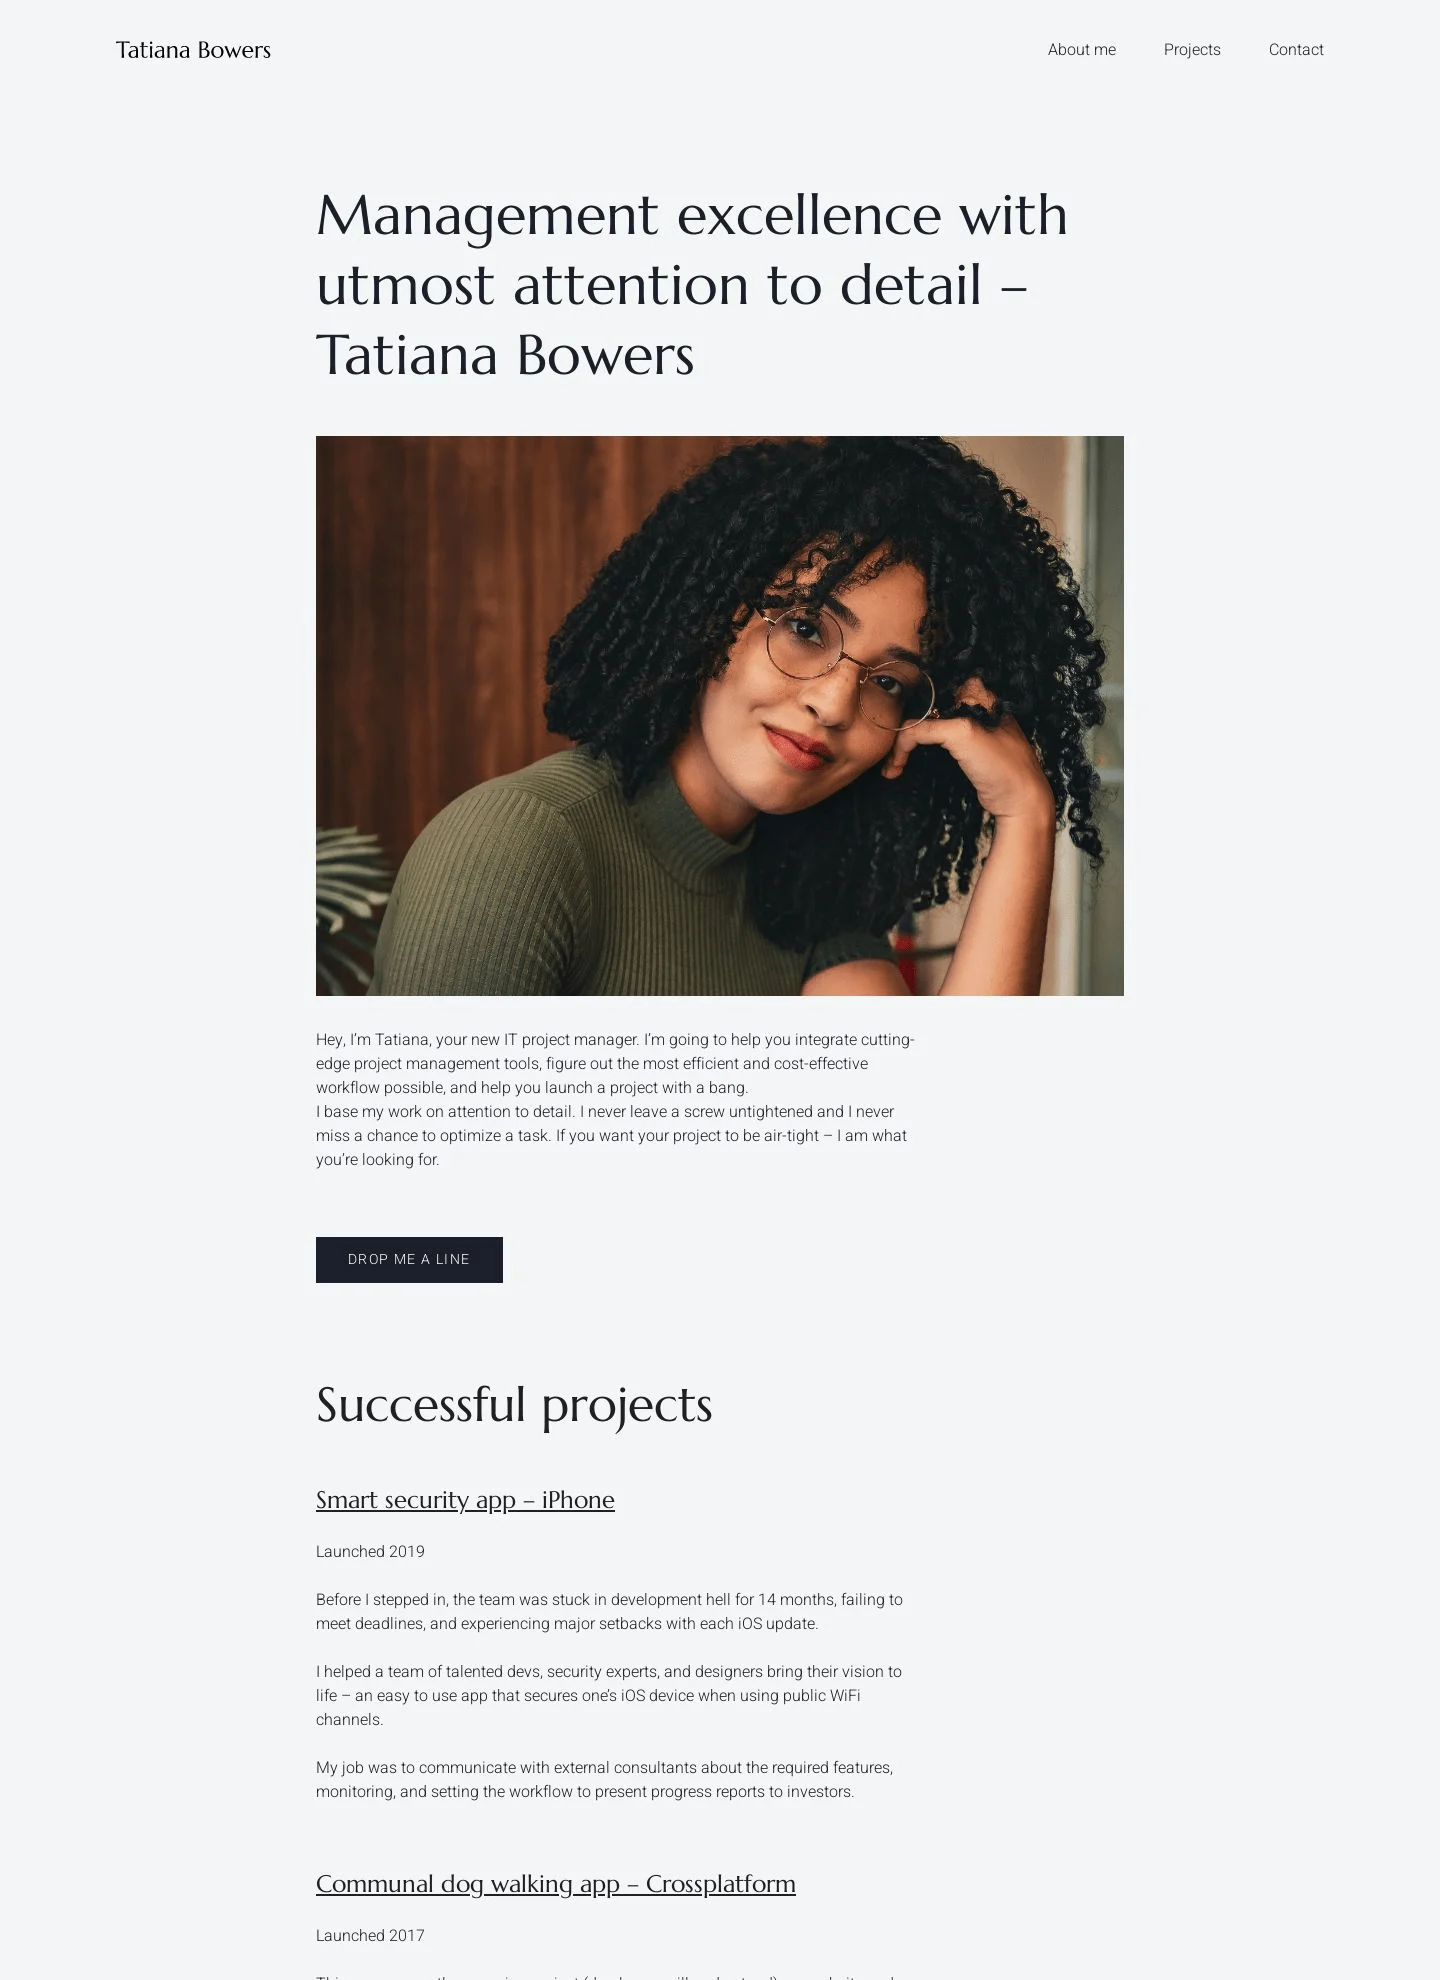 Tatiana Bowers
About me
Projects
Contact
Management excellence with
utmost attention to detail –
Tatiana Bowers
Hey, I’m Tatiana, your new IT project manager. I’m going to help you integrate cutting-
edge project management tools, figure out the most efficient and cost-effective
workflow possible, and help you launch a project with a bang.
I base my work on attention to detail. I never leave a screw untightened and I never
miss a chance to optimize a task. If you want your project to be air-tight – I am what
you’re looking for.
DROP ME A LINE
Successful projects
Smart security app – iPhone
Launched 2019
Before I stepped in, the team was stuck in development hell for 14 months, failing to
meet deadlines, and experiencing major setbacks with each iOS update.
I helped a team of talented devs, security experts, and designers bring their vision to
life – an easy to use app that secures one’s iOS device when using public WiFi
channels.
My job was to communicate with external consultants about the required features,
monitoring, and setting the workflow to present progress reports to investors.
Communal dog walking app – Crossplatform
Launched 2017